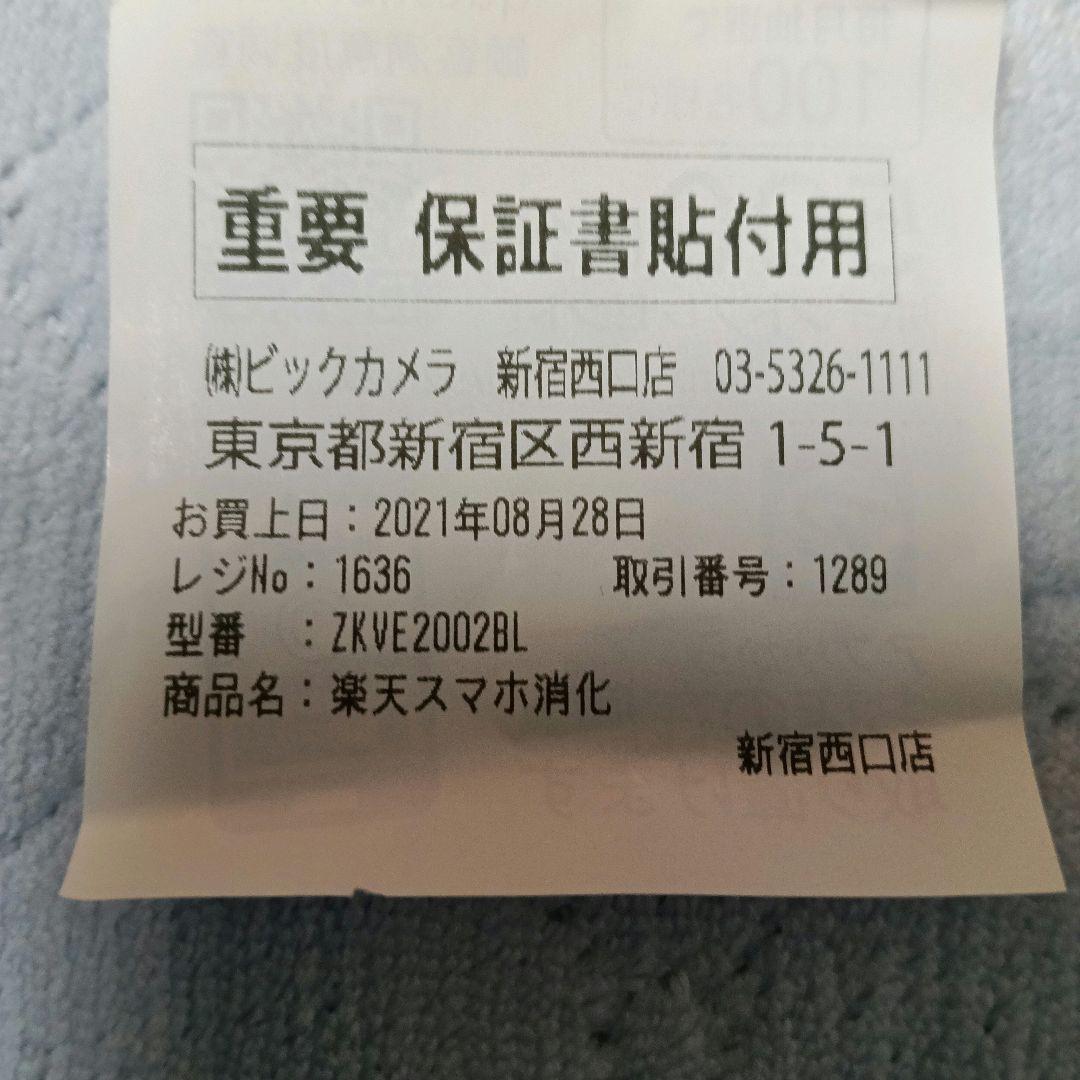 重要 保証書貼付用
㈱ビックカメラ 新宿西口店 03-5326-1111
東京都新宿区西新宿 1-5-1
お買上日：2021年08月28日
レジNo：1636 取引番号：1289
型番 ：ZKVE2002BL
商品名：楽天スマホ消化
新宿西口店